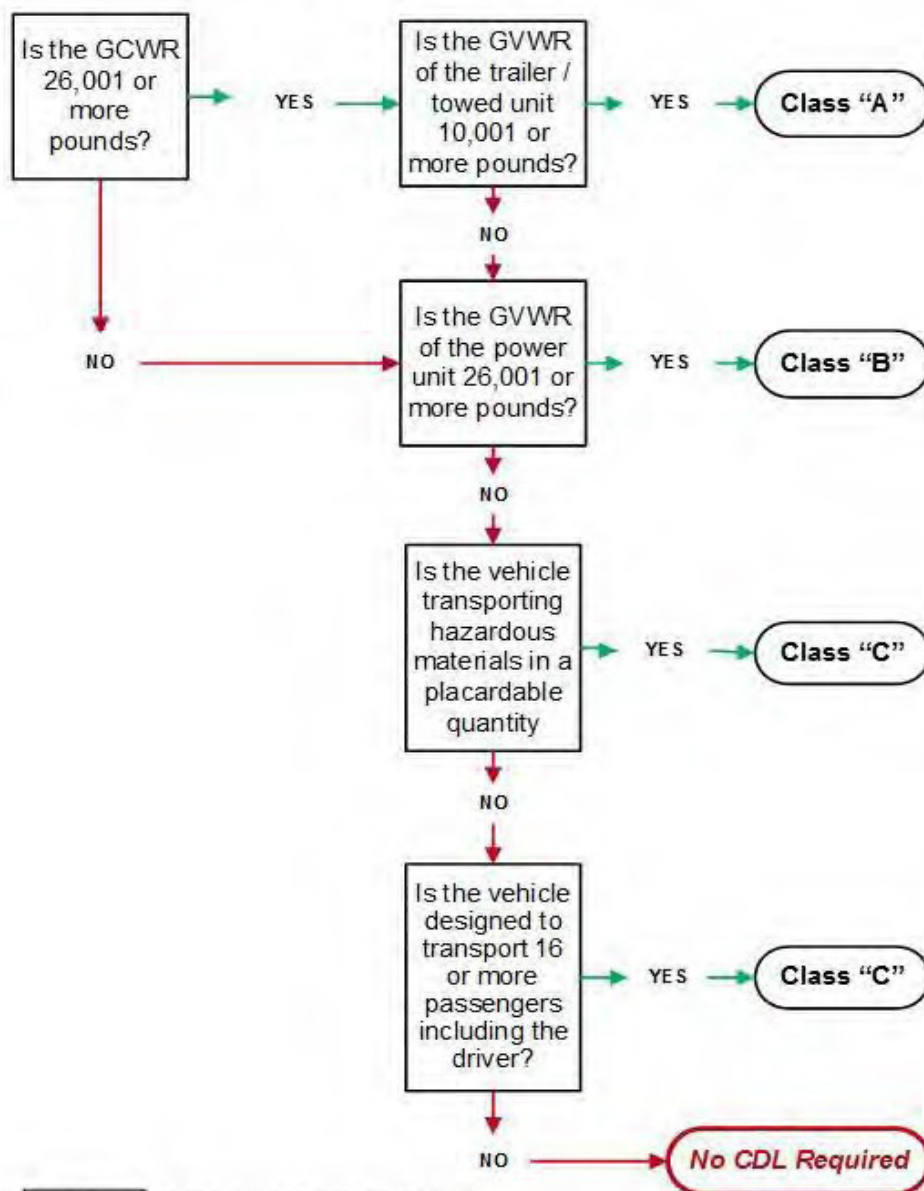 Is the GCWR
26,001 or
more
pounds?
YES
Is the GVWR
of the trailer /
towed unit
10,001 or
more pounds?
YES
Class “A”
NO
NO
Is the GVWR
of the power
unit 26,001 or
more pounds?
YES
Class “B”
NO
Is the vehicle
transporting
hazardous
materials in a
placardable
quantity
YES
Class “C”
NO
Is the vehicle
designed to
transport 16
or more
passengers
including the
driver?
YES
Class “C”
NO
No CDL Required